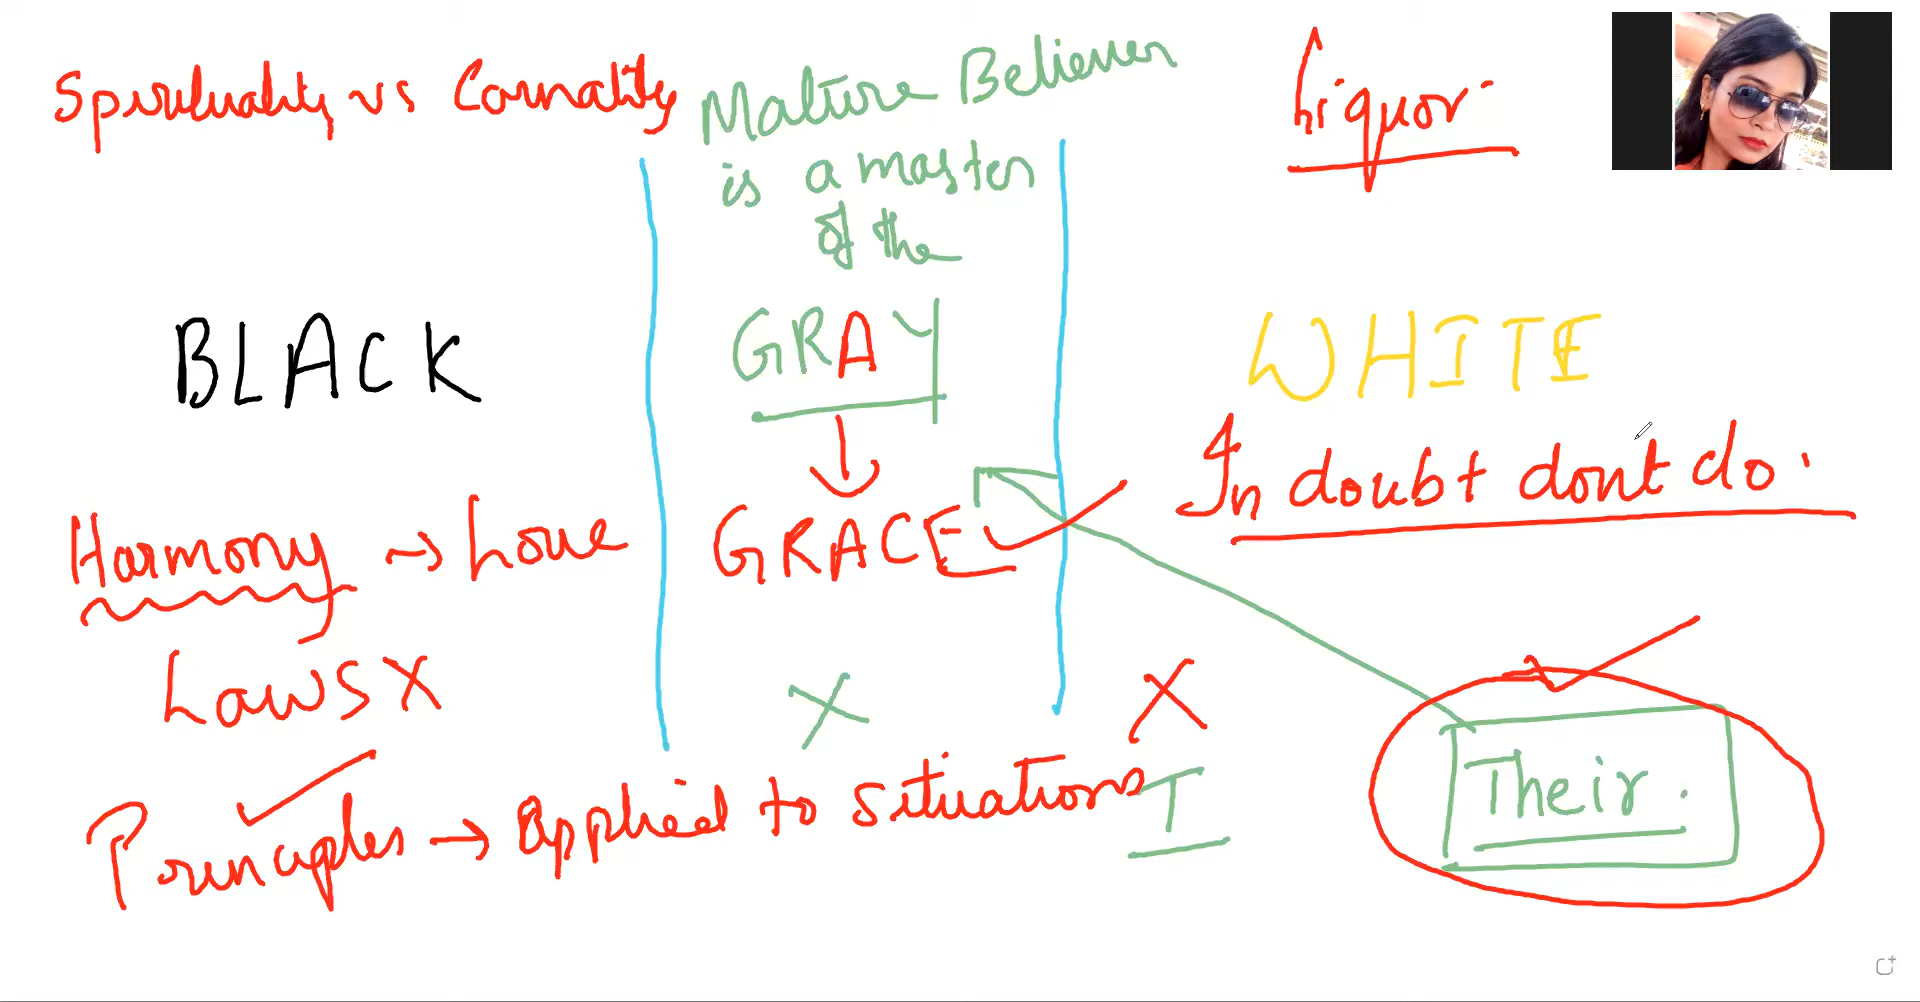 Spirituality vs Carnality
Mature Believer
is a master
of the
Liquor.
BLACK
GRAY
WHITE
In doubt dont do.
Harmony → Love
GRACE
Laws X
X
X
Principles → Applied to Situations
I
Their.